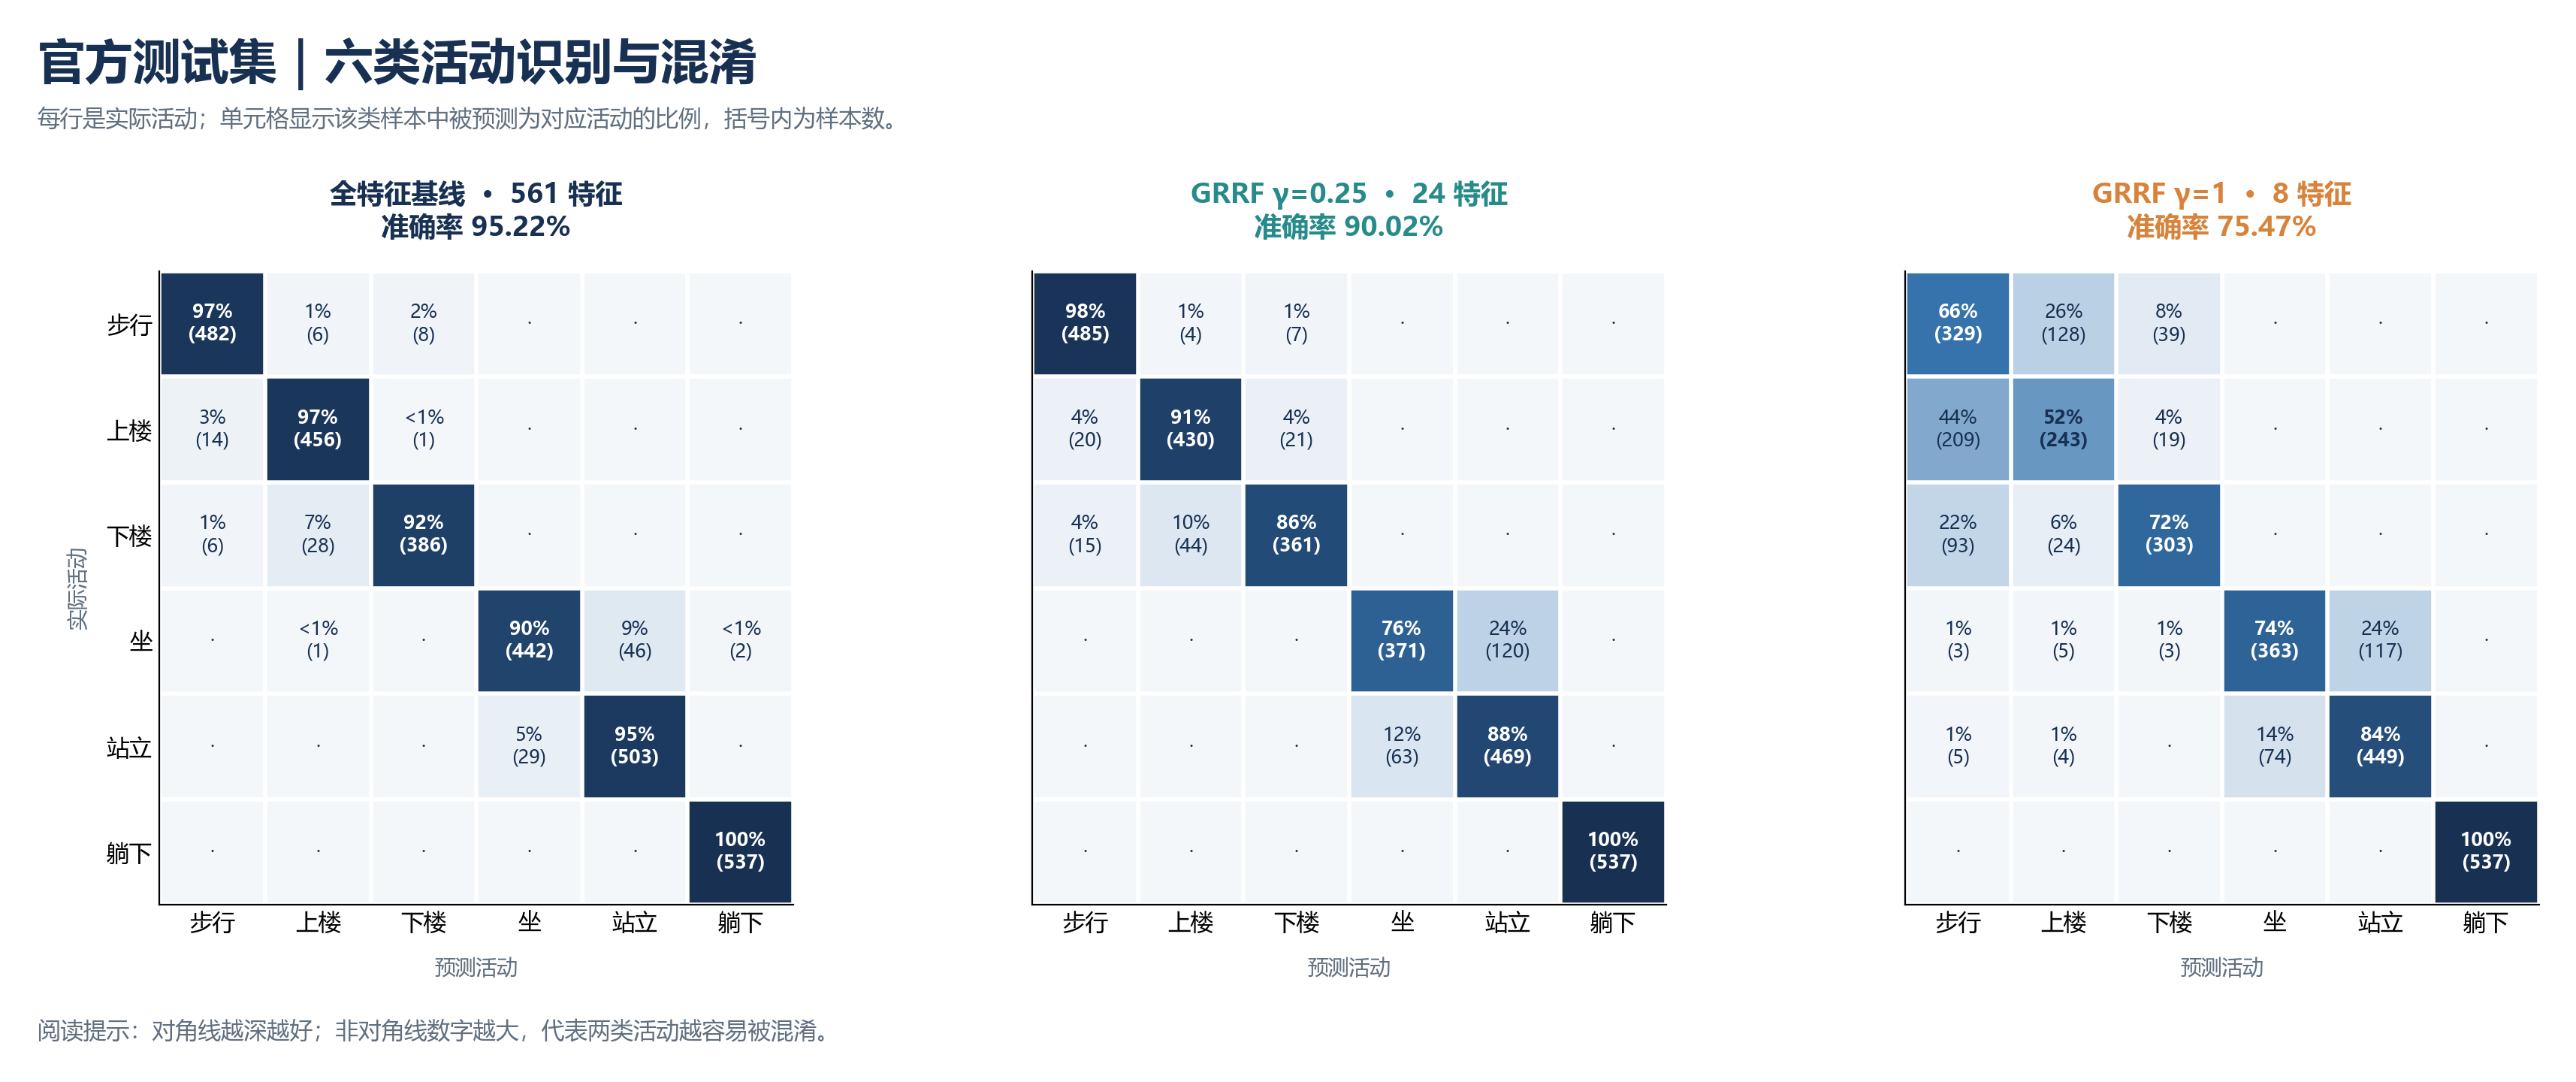 官方测试集｜六类活动识别与混淆
每行是实际活动；单元格显示该类样本中被预测为对应活动的比例，括号内为样本数。
全特征基线 • 561 特征
准确率 95.22%
实际活动
步行 97% 1% 2% · · ·
(482) (6) (8)
上楼 3% 97% <1% · · ·
(14) (456) (1)
下楼 1% 7% 92% · · ·
(6) (28) (386)
坐 · <1% · 90% 9% <1%
(1) (442) (46) (2)
站立 · · · 5% 95% ·
(29) (503)
躺下 · · · · · 100%
(537)
步行 上楼 下楼 坐 站立 躺下
预测活动
GRRF γ=0.25 • 24 特征
准确率 90.02%
98% 1% 1% · · ·
(485) (4) (7)
4% 91% 4% · · ·
(20) (430) (21)
4% 10% 86% · · ·
(15) (44) (361)
· · · 76% 24% ·
(371) (120)
· · · 12% 88% ·
(63) (469)
· · · · · 100%
(537)
步行 上楼 下楼 坐 站立 躺下
预测活动
GRRF γ=1 • 8 特征
准确率 75.47%
66% 26% 8% · · ·
(329) (128) (39)
44% 52% 4% · · ·
(209) (243) (19)
22% 6% 72% · · ·
(93) (24) (303)
1% 1% 1% 74% 24% ·
(3) (5) (3) (363) (117)
1% 1% · 14% 84% ·
(5) (4) (74) (449)
· · · · · 100%
(537)
步行 上楼 下楼 坐 站立 躺下
预测活动
阅读提示：对角线越深越好；非对角线数字越大，代表两类活动越容易被混淆。